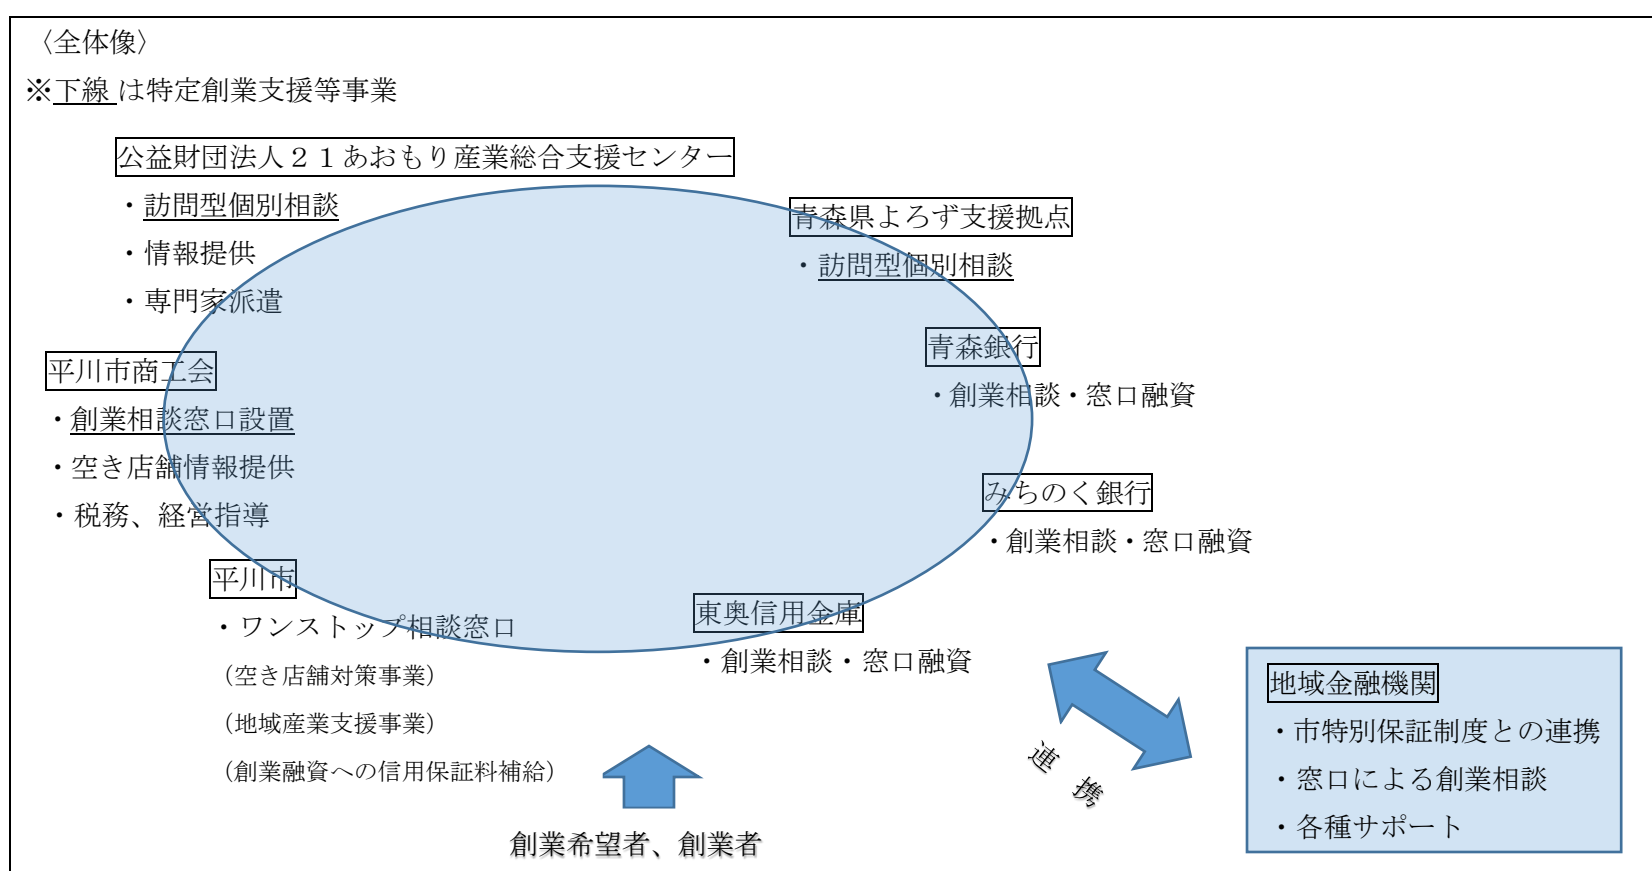 〈全体像〉
※下線 は特定創業支援等事業
公益財団法人２１あおもり産業総合支援センター
・訪問型個別相談
・情報提供
・専門家派遣
青森県よろず支援拠点
・訪問型個別相談
青森銀行
・創業相談・窓口融資
平川市商工会
・創業相談窓口設置
・空き店舗情報提供
・税務、経営指導
みちのく銀行
・創業相談・窓口融資
平川市
・ワンストップ相談窓口
（空き店舗対策事業）
（地域産業支援事業）
（創業融資への信用保証料補給）
東奥信用金庫
・創業相談・窓口融資
連携
地域金融機関
・市特別保証制度との連携
・窓口による創業相談
・各種サポート
創業希望者、創業者